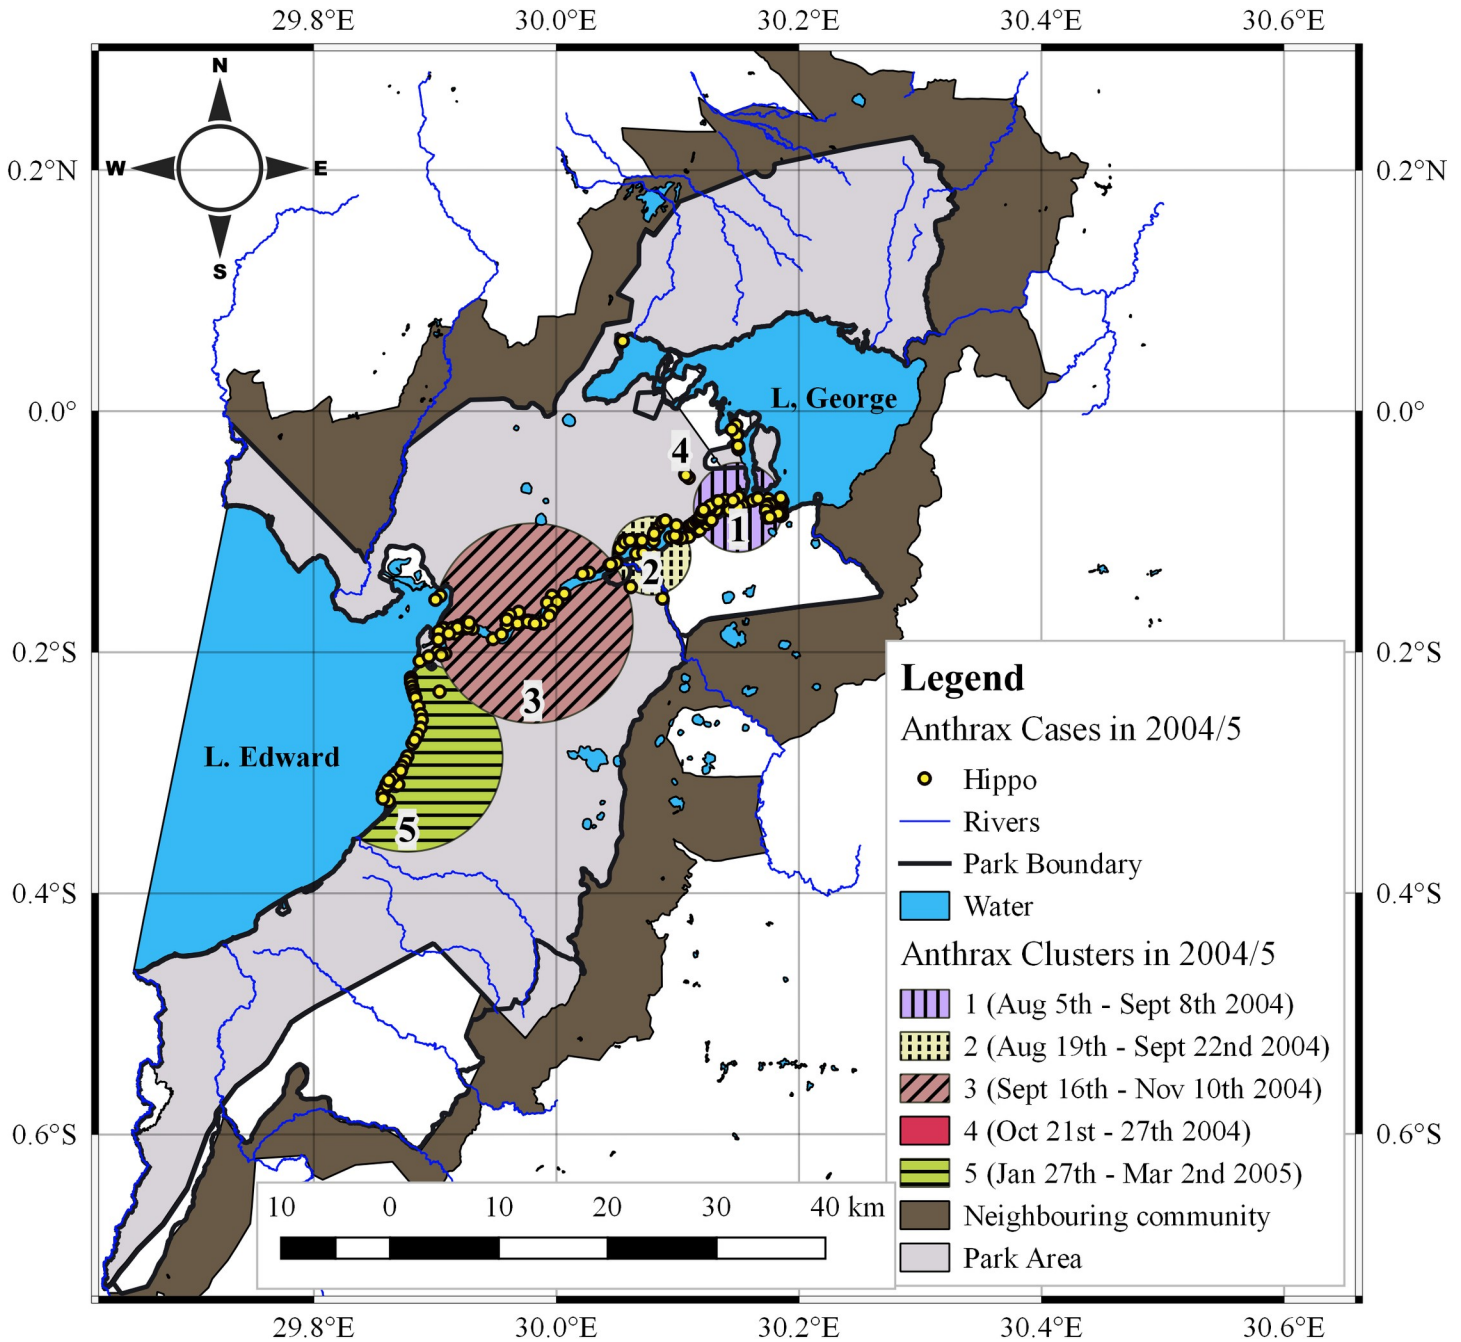 29.8°E 30.0°E 30.2°E 30.4°E 30.6°E
N
W E
S
0.2°N 0.2°N
0.0° L, George 0.0°
4
1
2
0.2°S 0.2°S
3
L. Edward
5
0.4°S 0.4°S
0.6°S 0.6°S
Legend
Anthrax Cases in 2004/5
Hippo
Rivers
Park Boundary
Water
Anthrax Clusters in 2004/5
1 (Aug 5th - Sept 8th 2004)
2 (Aug 19th - Sept 22nd 2004)
3 (Sept 16th - Nov 10th 2004)
4 (Oct 21st - 27th 2004)
5 (Jan 27th - Mar 2nd 2005)
Neighbouring community
Park Area
10 0 10 20 30 40 km
29.8°E 30.0°E 30.2°E 30.4°E 30.6°E